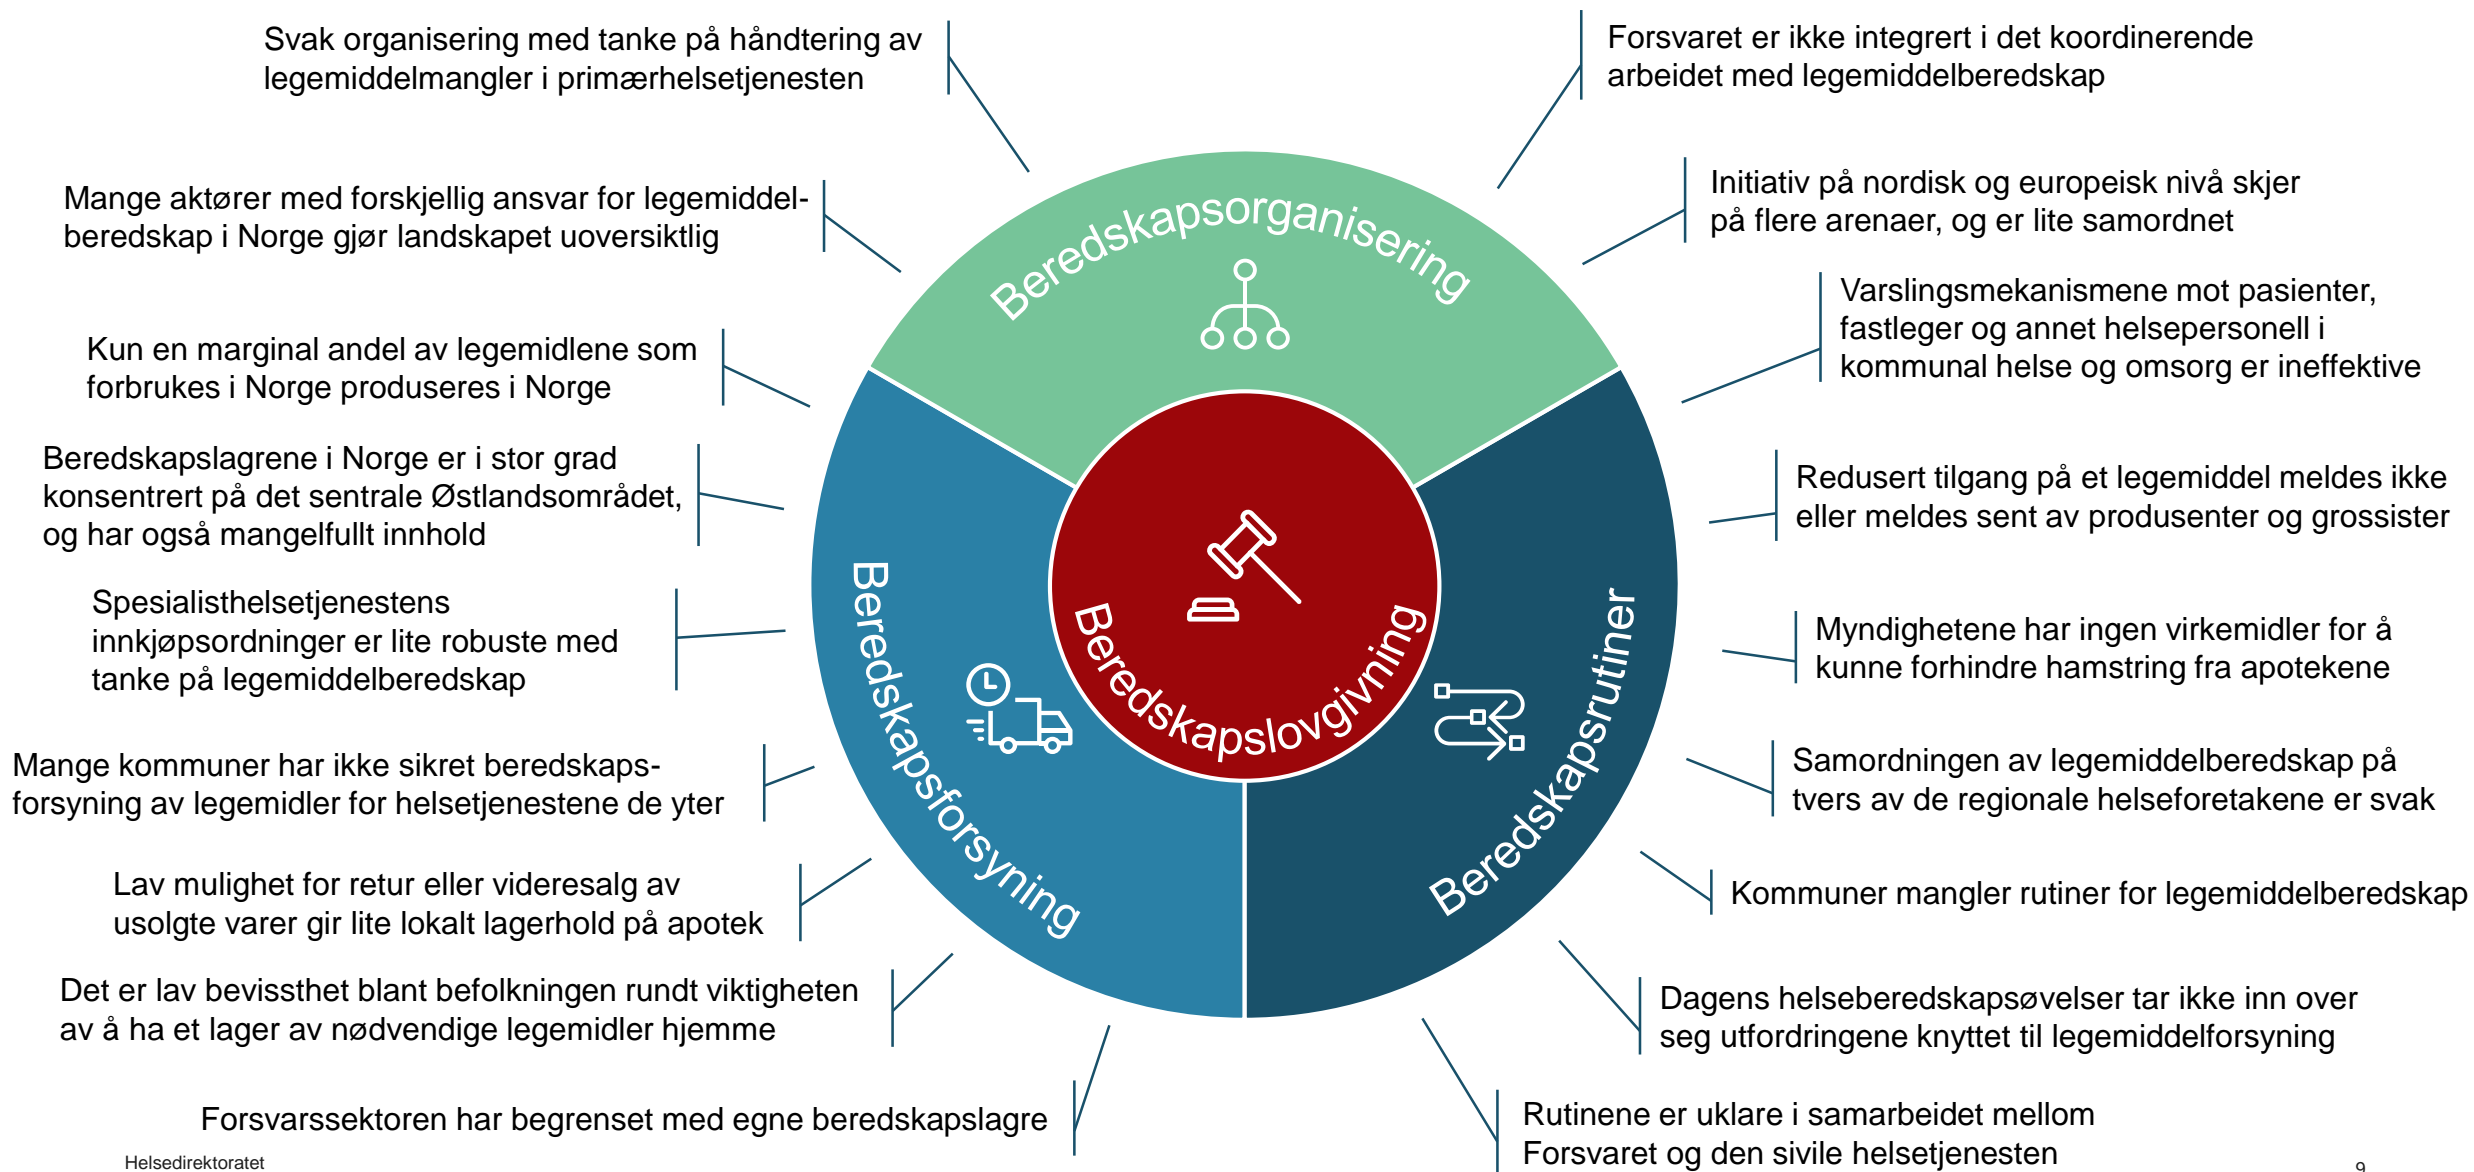 Svak organisering med tanke på håndtering av
legemiddelmangler i primærhelsetjenesten
Mange aktører med forskjellig ansvar for legemiddel-
beredskap i Norge gjør landskapet uoversiktlig
Kun en marginal andel av legemidlene som
forbrukes i Norge produseres i Norge
Beredskapslagrene i Norge er i stor grad
konsentrert på det sentrale Østlandsområdet,
og har også mangelfullt innhold
Spesialisthelsetjenestens
innkjøpsordninger er lite robuste med
tanke på legemiddelberedskap
Mange kommuner har ikke sikret beredskaps-
forsyning av legemidler for helsetjenestene de yter
Lav mulighet for retur eller videresalg av
usolgte varer gir lite lokalt lagerhold på apotek
Det er lav bevissthet blant befolkningen rundt viktigheten
av å ha et lager av nødvendige legemidler hjemme
Forsvarssektoren har begrenset med egne beredskapslagre
Beredskapsorganisering
Beredskapsforsyning
Beredskapslovgivning
Beredskapsrutiner
Forsvaret er ikke integrert i det koordinerende
arbeidet med legemiddelberedskap
Initiativ på nordisk og europeisk nivå skjer
på flere arenaer, og er lite samordnet
Varslingsmekanismene mot pasienter,
fastleger og annet helsepersonell i
kommunal helse og omsorg er ineffektive
Redusert tilgang på et legemiddel meldes ikke
eller meldes sent av produsenter og grossister
Myndighetene har ingen virkemidler for å
kunne forhindre hamstring fra apotekene
Samordningen av legemiddelberedskap på
tvers av de regionale helseforetakene er svak
Kommuner mangler rutiner for legemiddelberedskap
Dagens helseberedskapsøvelser tar ikke inn over
seg utfordringene knyttet til legemiddelforsyning
Rutinene er uklare i samarbeidet mellom
Forsvaret og den sivile helsetjenesten
Helsedirektoratet
9